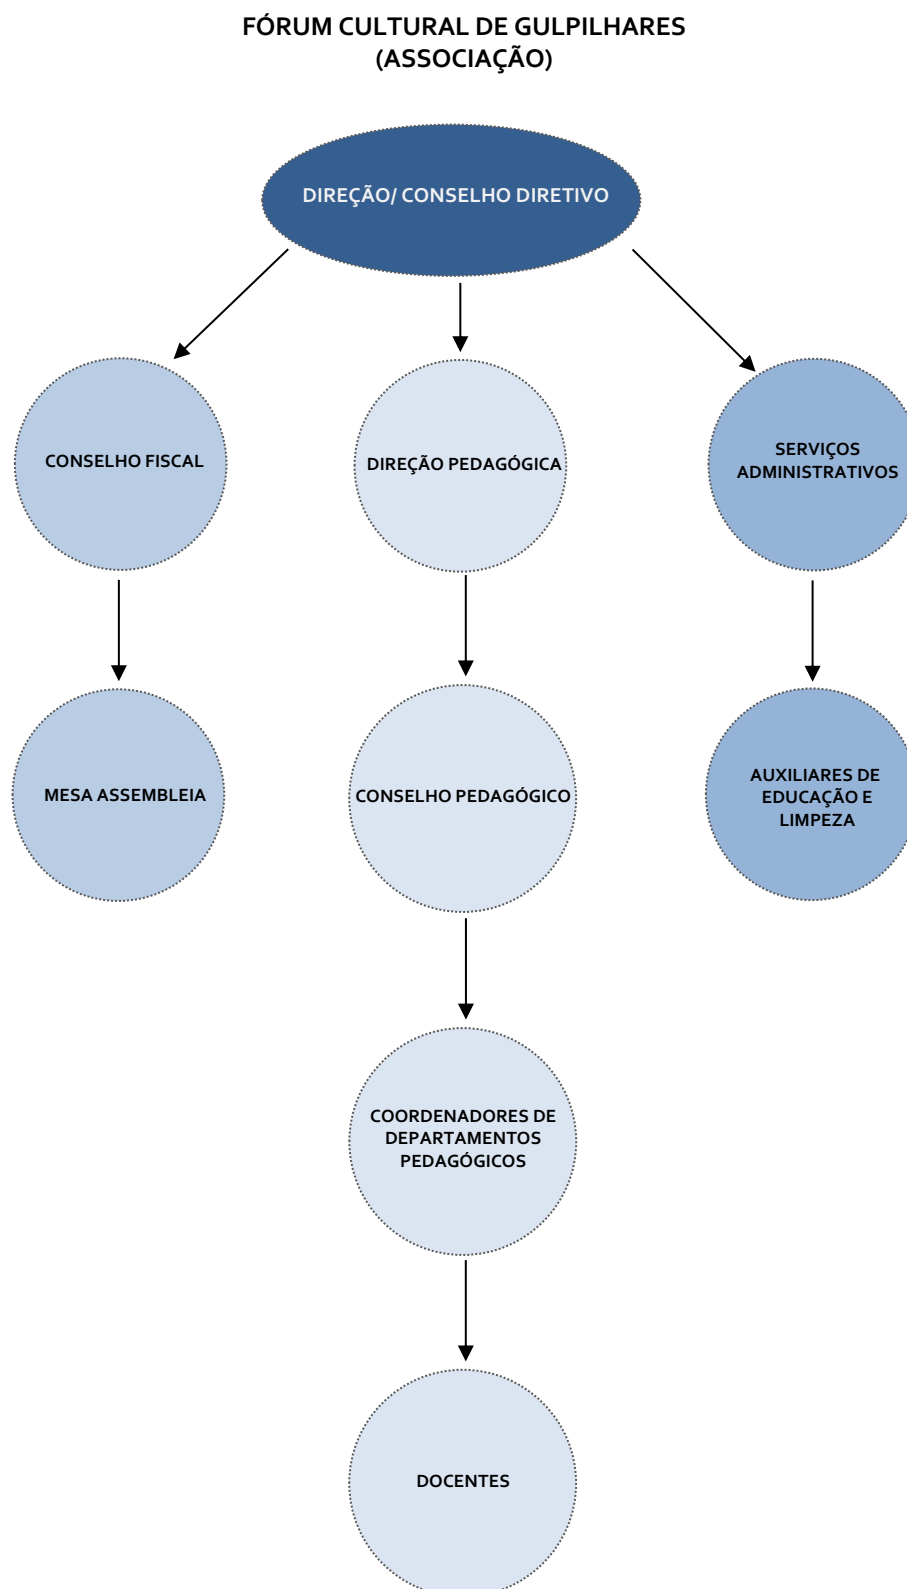 FÓRUM CULTURAL DE GULPILHARES
(ASSOCIAÇÃO)
DIREÇÃO/ CONSELHO DIRETIVO
CONSELHO FISCAL
DIREÇÃO PEDAGÓGICA
SERVIÇOS
ADMINISTRATIVOS
MESA ASSEMBLEIA
CONSELHO PEDAGÓGICO
AUXILIARES DE
EDUCAÇÃO E
LIMPEZA
COORDENADORES DE
DEPARTAMENTOS
PEDAGÓGICOS
DOCENTES